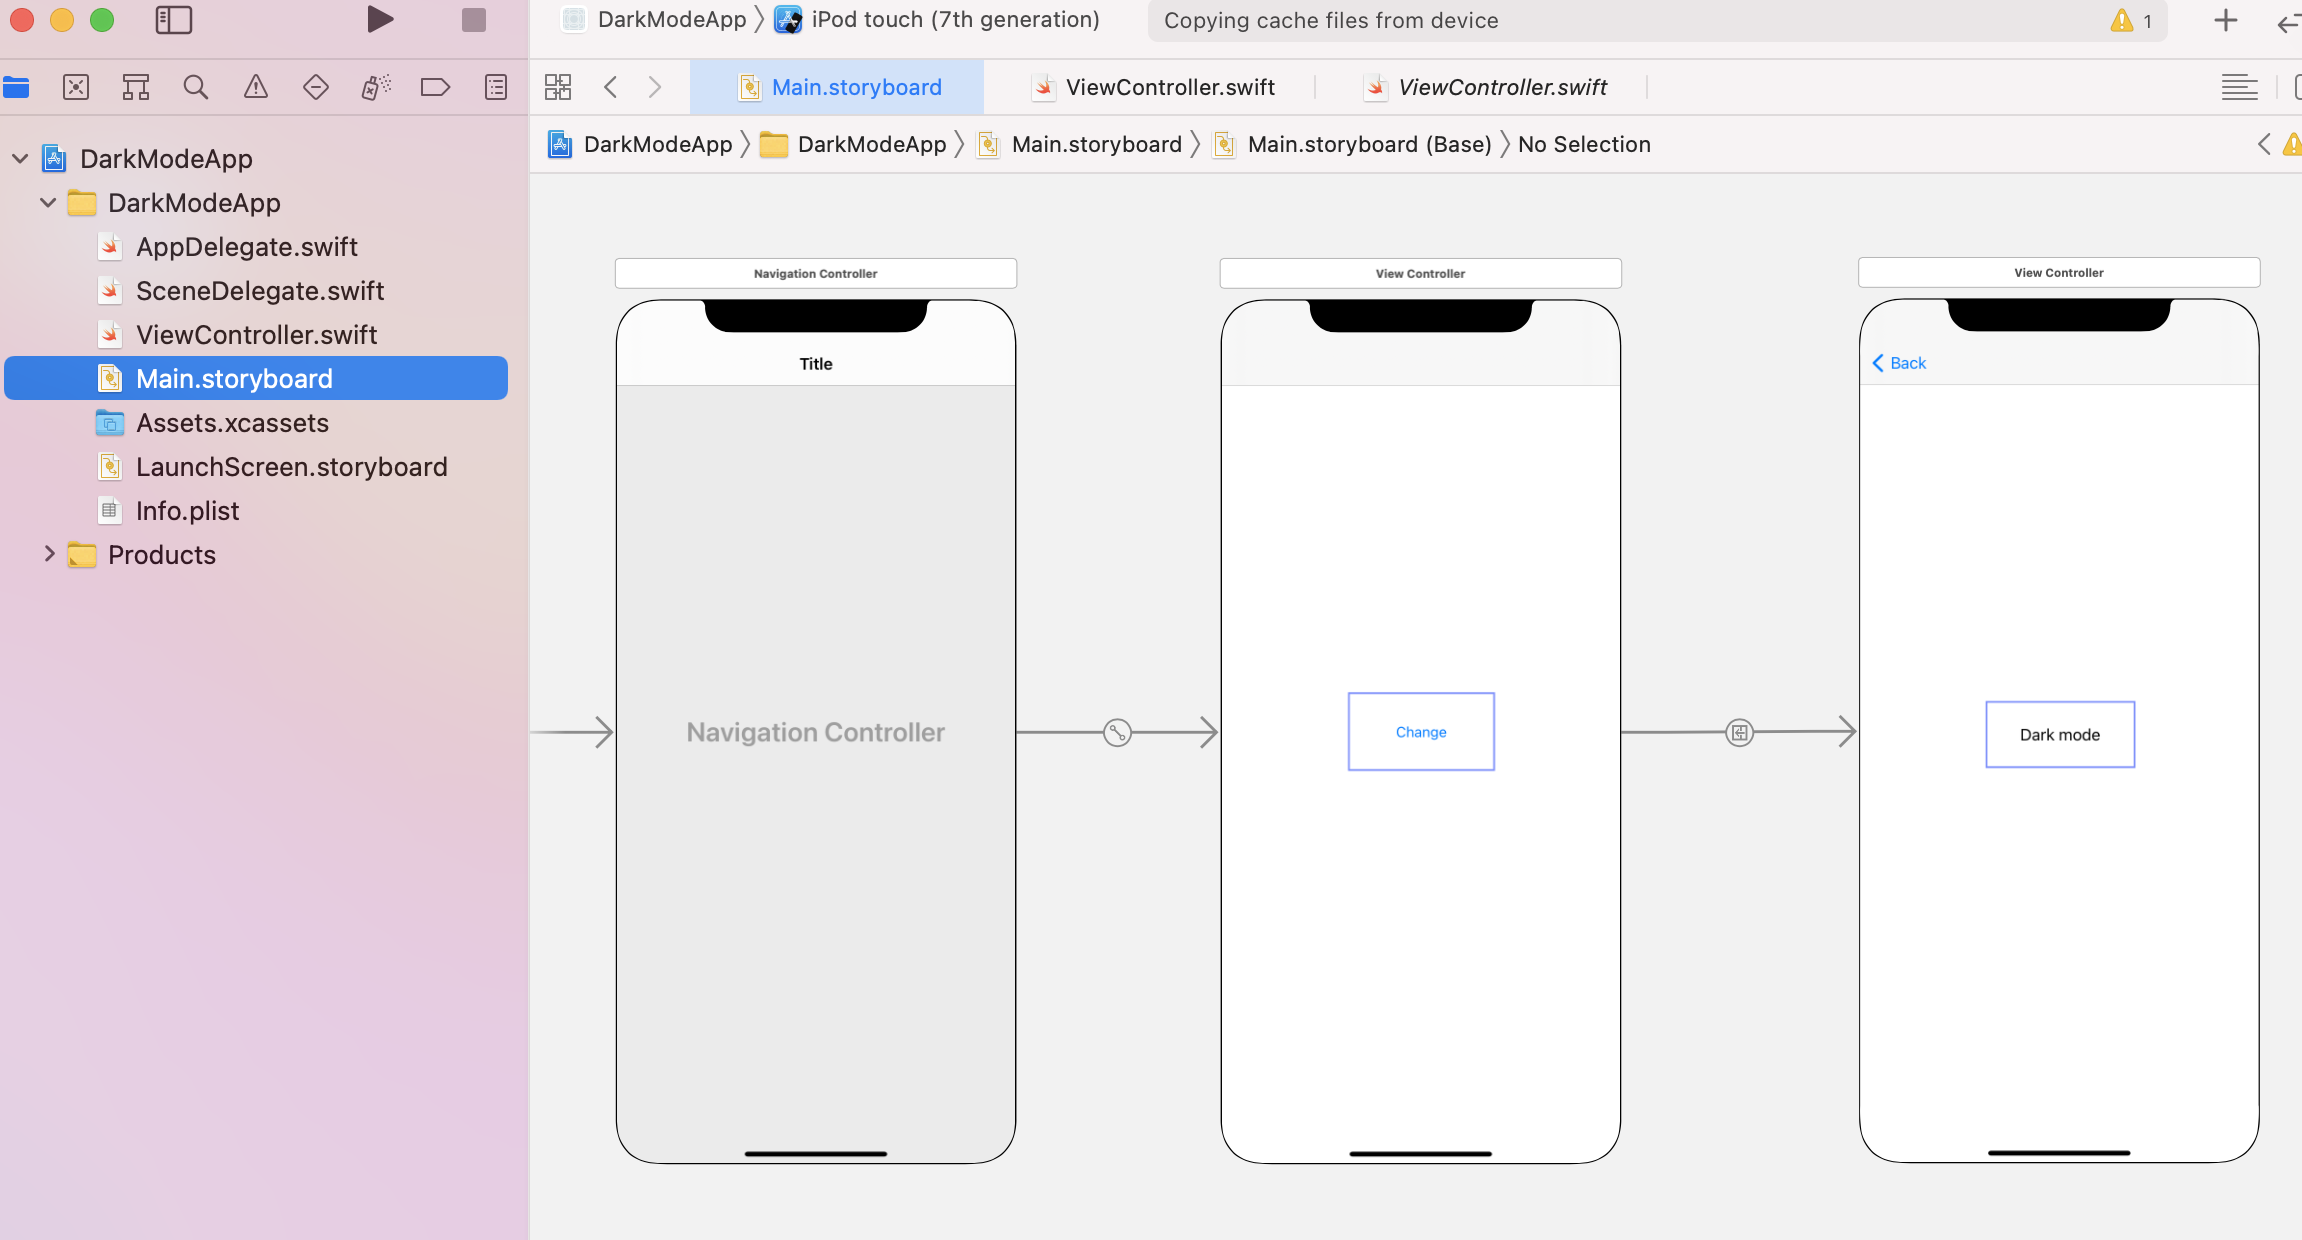 DarkModeApp iPod touch (7th generation) Copying cache files from device 1
Main.storyboard ViewController.swift ViewController.swift
DarkModeApp DarkModeApp Main.storyboard Main.storyboard (Base) No Selection
DarkModeApp
DarkModeApp
AppDelegate.swift
SceneDelegate.swift
ViewController.swift
Main.storyboard
Assets.xcassets
LaunchScreen.storyboard
Info.plist
Products
Navigation Controller
Title
Navigation Controller
View Controller
Change
View Controller
Back
Dark mode